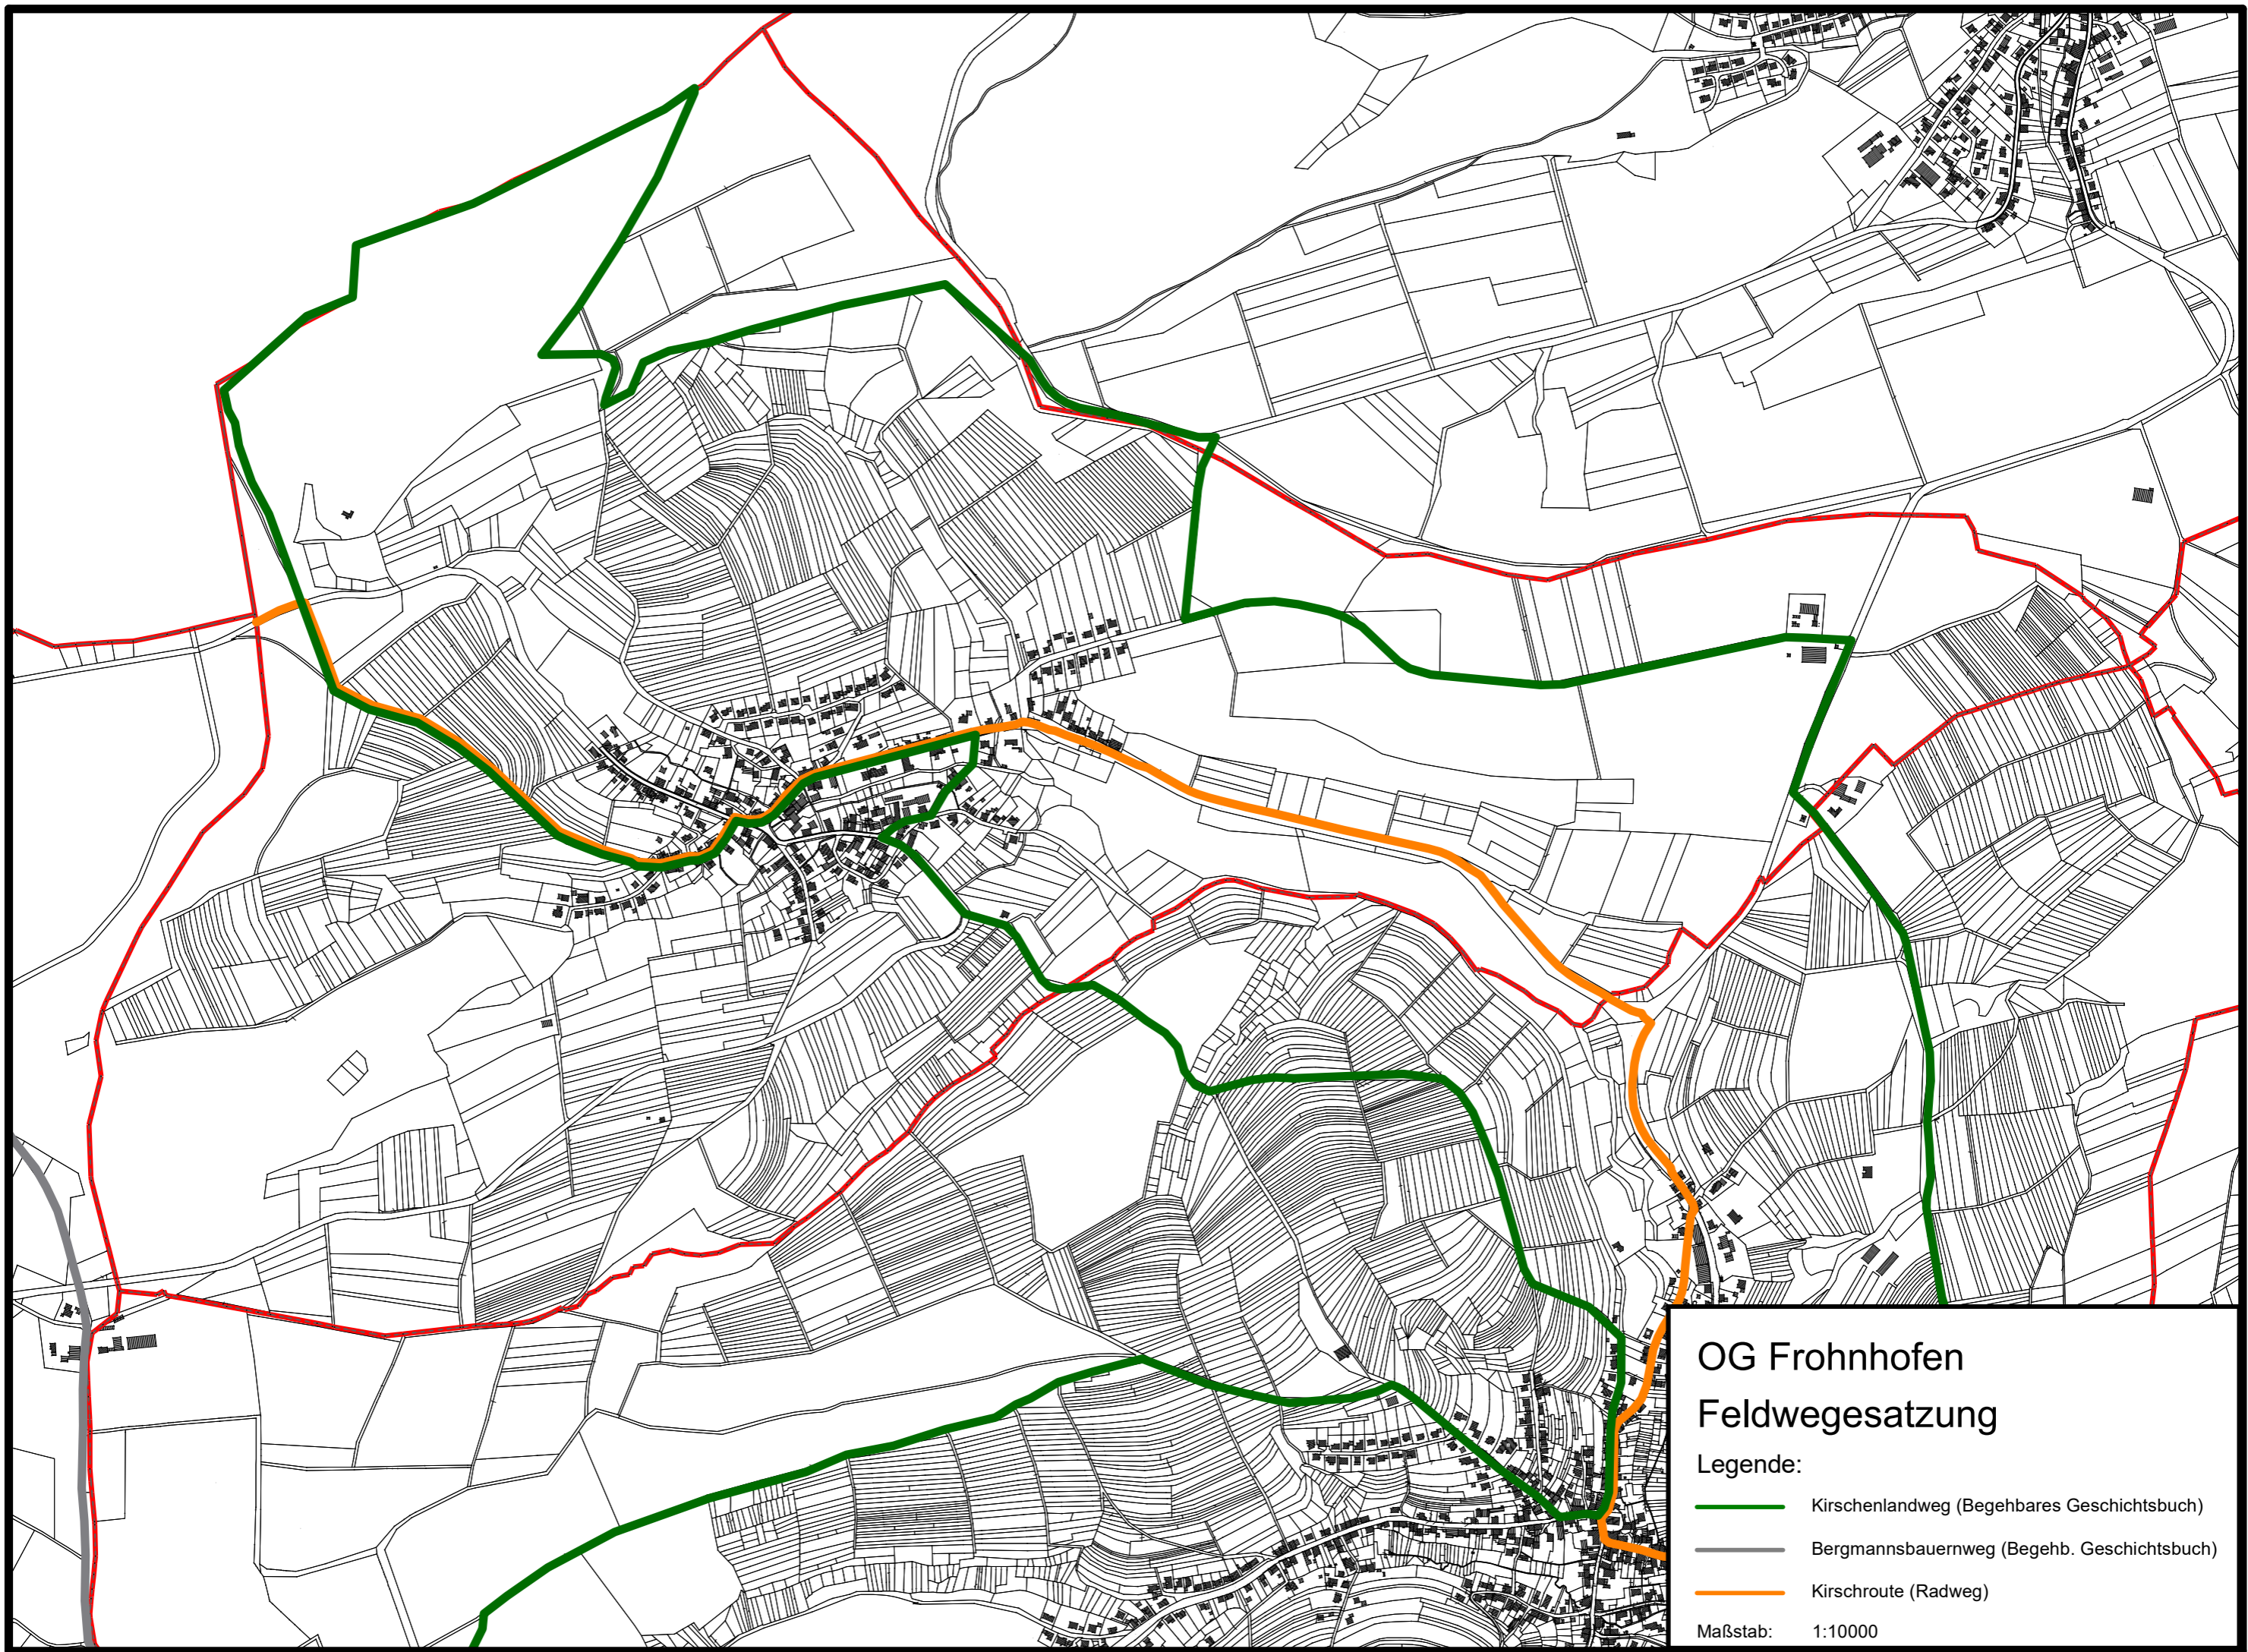 OG Frohnhofen
Feldwegesatzung
Legende:
Kirschenlandweg (Begehbares Geschichtsbuch)
Bergmannsbauernweg (Begehb. Geschichtsbuch)
Kirschroute (Radweg)
Maßstab: 1:10000